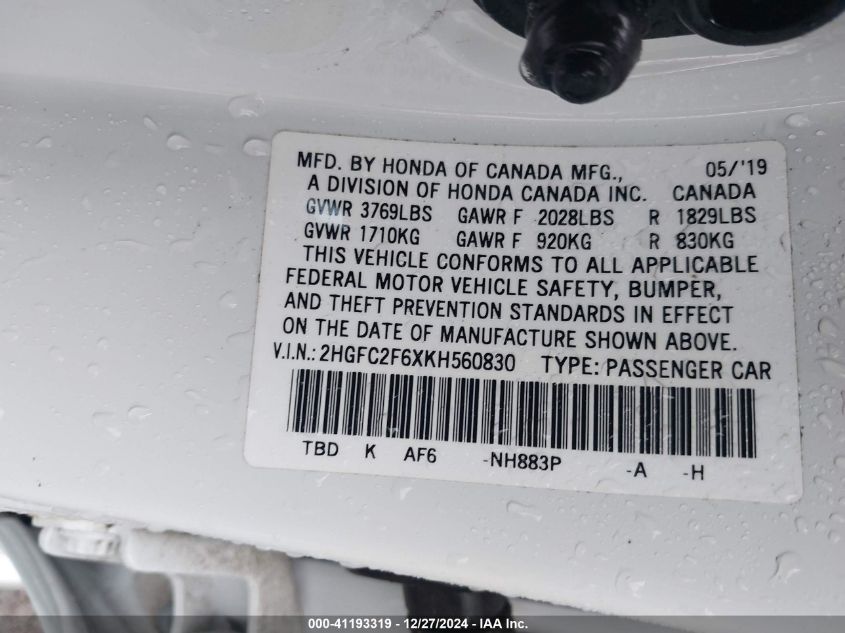 MFD. BY HONDA OF CANADA MFG., 05/'19
A DIVISION OF HONDA CANADA INC. CANADA
GVWR 3769LBS GAWR F 2028LBS R 1829LBS
GVWR 1710KG GAWR F 920KG R 830KG
THIS VEHICLE CONFORMS TO ALL APPLICABLE
FEDERAL MOTOR VEHICLE SAFETY, BUMPER,
AND THEFT PREVENTION STANDARDS IN EFFECT
ON THE DATE OF MANUFACTURE SHOWN ABOVE.
V.I.N.: 2HGFC2F6XKH560830 TYPE: PASSENGER CAR
TBD K AF6 -NH883P -A -H
000-41193319 • 12/27/2024 - IAA Inc.